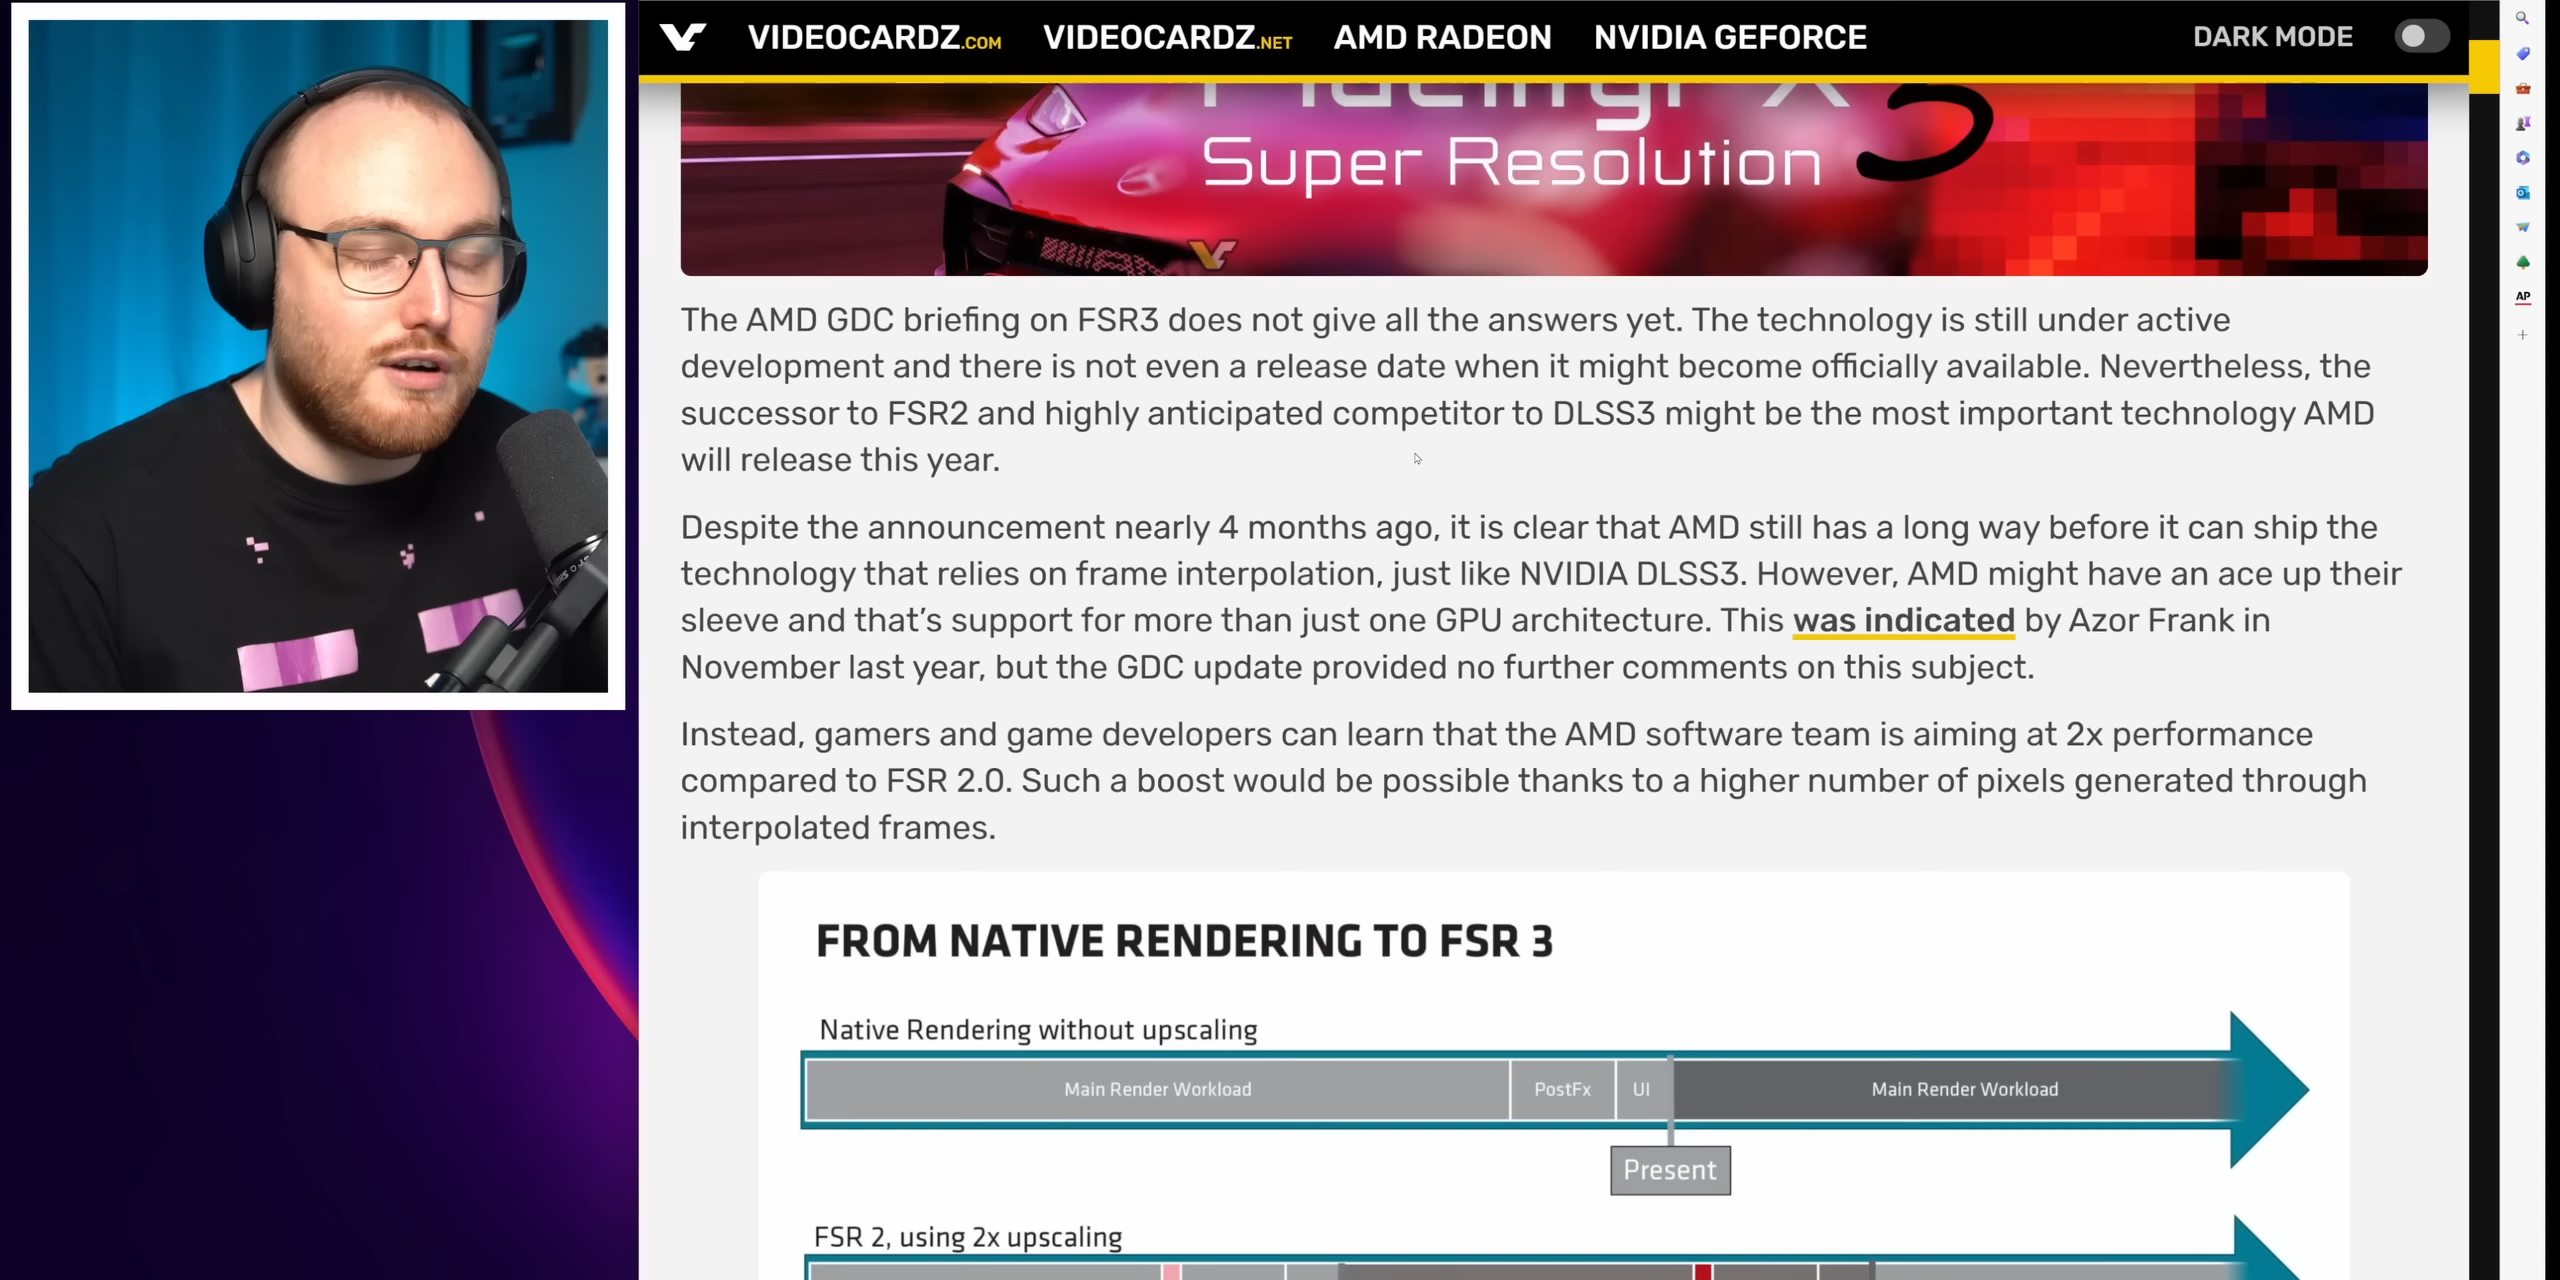 VIDEOCARDZ.COM VIDEOCARDZ.NET AMD RADEON NVIDIA GEFORCE DARK MODE
Super Resolution 3
The AMD GDC briefing on FSR3 does not give all the answers yet. The technology is still under active
development and there is not even a release date when it might become officially available. Nevertheless, the
successor to FSR2 and highly anticipated competitor to DLSS3 might be the most important technology AMD
will release this year.
Despite the announcement nearly 4 months ago, it is clear that AMD still has a long way before it can ship the
technology that relies on frame interpolation, just like NVIDIA DLSS3. However, AMD might have an ace up their
sleeve and that’s support for more than just one GPU architecture. This was indicated by Azor Frank in
November last year, but the GDC update provided no further comments on this subject.
Instead, gamers and game developers can learn that the AMD software team is aiming at 2x performance
compared to FSR 2.0. Such a boost would be possible thanks to a higher number of pixels generated through
interpolated frames.
FROM NATIVE RENDERING TO FSR 3
Native Rendering without upscaling
Main Render Workload PostFx UI Main Render Workload
Present
FSR 2, using 2x upscaling
AP